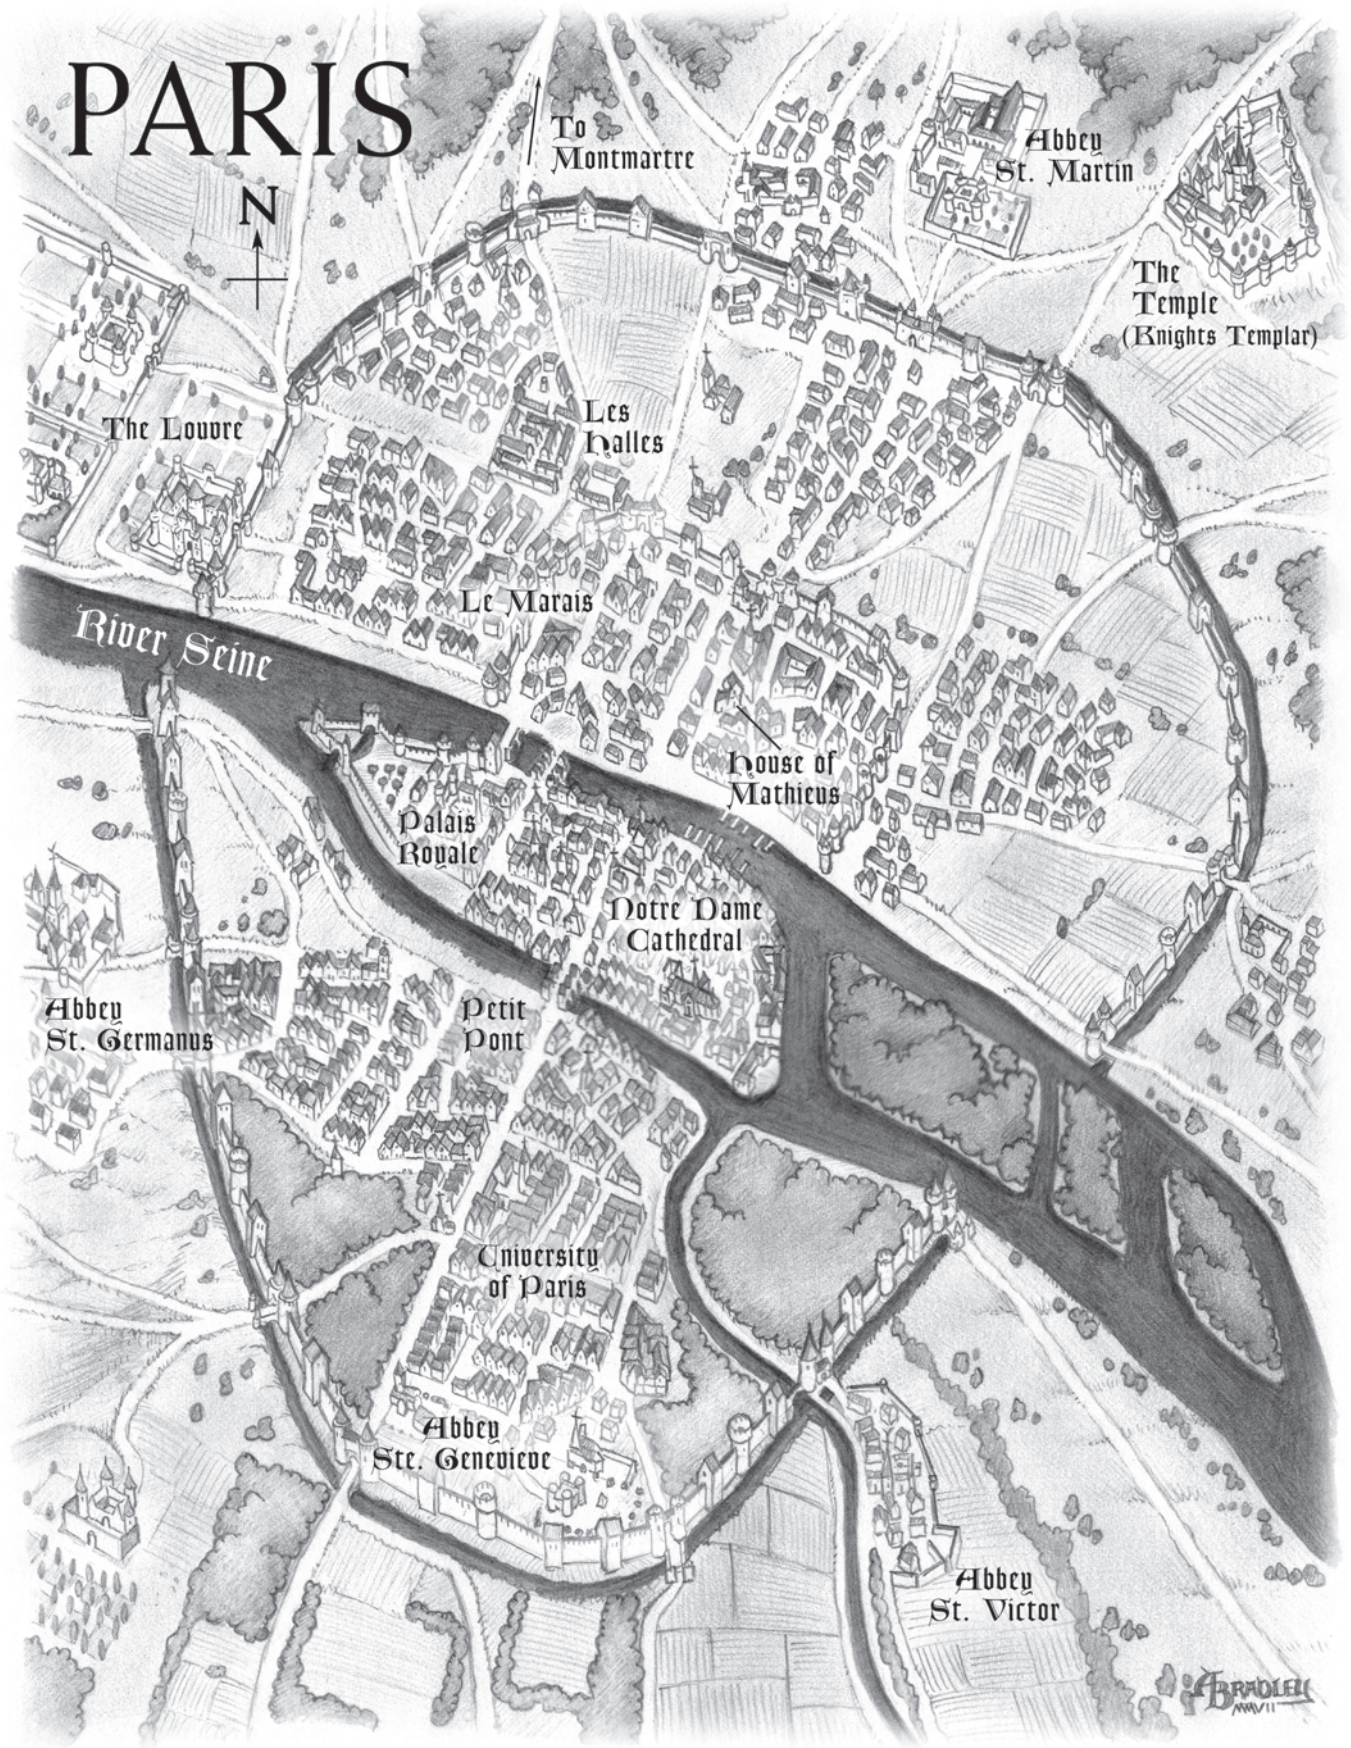 PARIS
N
To
Montmartre
Abbey
St. Martin
The
Temple
(Knights Templar)
The Louvre
Les
Halles
River Seine
Le Marais
House of
Mathieus
Palais
Royale
Notre Dame
Cathedral
Abbey
St. Germanus
Petit
Pont
University
of Paris
Abbey
Ste. Genevieve
Abbey
St. Victor
ABRADLEY
MMVII